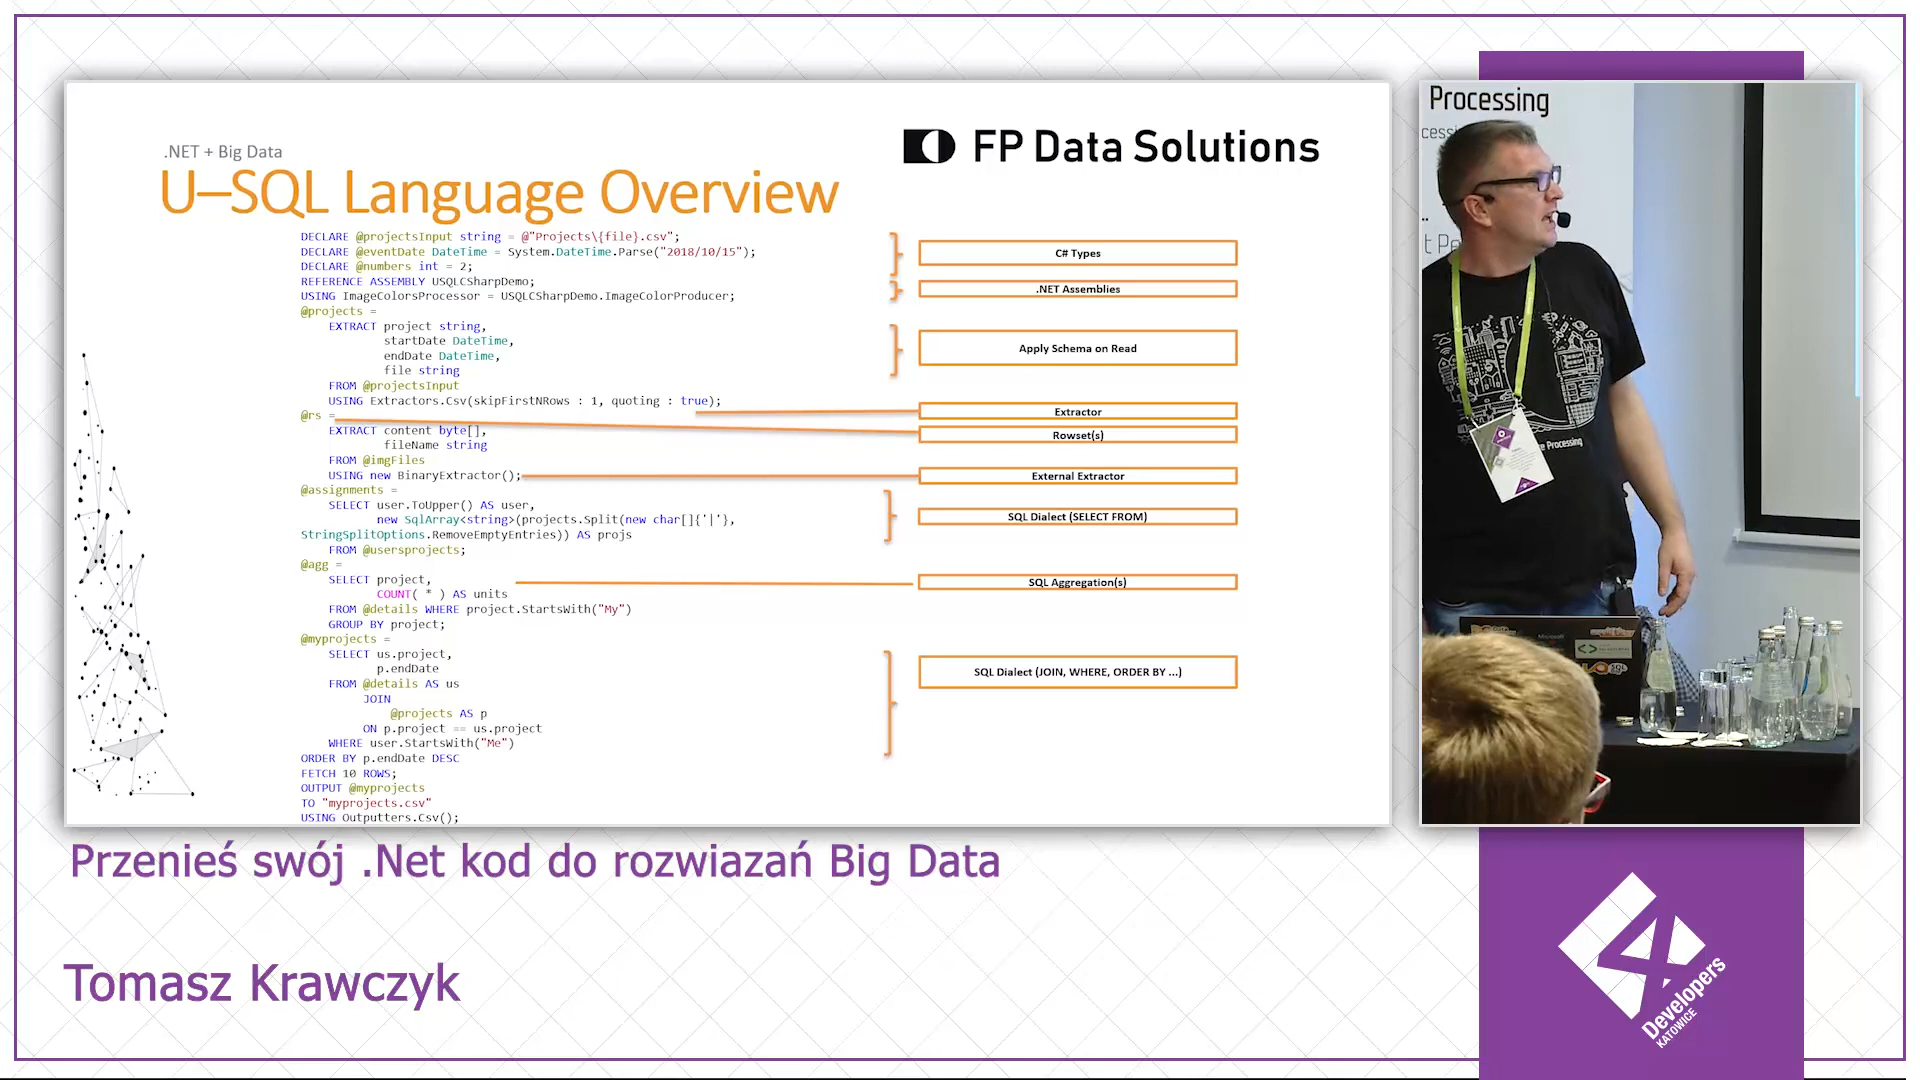 .NET + Big Data
U–SQL Language Overview
FP Data Solutions
DECLARE @projectsInput string = @"Projects\{file}.csv";
DECLARE @eventDate DateTime = System.DateTime.Parse("2018/10/15");
DECLARE @numbers int = 2;
REFERENCE ASSEMBLY USQLCSharpDemo;
USING ImageColorsProcessor = USQLCSharpDemo.ImageColorProducer;
@projects =
EXTRACT project string,
startDate DateTime,
endDate DateTime,
file string
FROM @projectsInput
USING Extractors.Csv(skipFirstNRows : 1, quoting : true);
@rs =
EXTRACT content byte[],
fileName string
FROM @imgFiles
USING new BinaryExtractor();
@assignments =
SELECT user.ToUpper() AS user,
new SqlArray<string>(projects.Split(new char[]{'|'},
StringSplitOptions.RemoveEmptyEntries)) AS projs
FROM @usersprojects;
@agg =
SELECT project,
COUNT( * ) AS units
FROM @details WHERE project.StartsWith("My")
GROUP BY project;
@myprojects =
SELECT us.project,
p.endDate
FROM @details AS us
JOIN
@projects AS p
ON p.project == us.project
WHERE user.StartsWith("Me")
ORDER BY p.endDate DESC
FETCH 10 ROWS;
OUTPUT @myprojects
TO "myprojects.csv"
USING Outputters.Csv();
C# Types
.NET Assemblies
Apply Schema on Read
Extractor
Rowset(s)
External Extractor
SQL Dialect (SELECT FROM)
SQL Aggregation(s)
SQL Dialect (JOIN, WHERE, ORDER BY ...)
Processing
Przenieś swój .Net kod do rozwiazań Big Data
Tomasz Krawczyk
4
Developers
KATOWICE